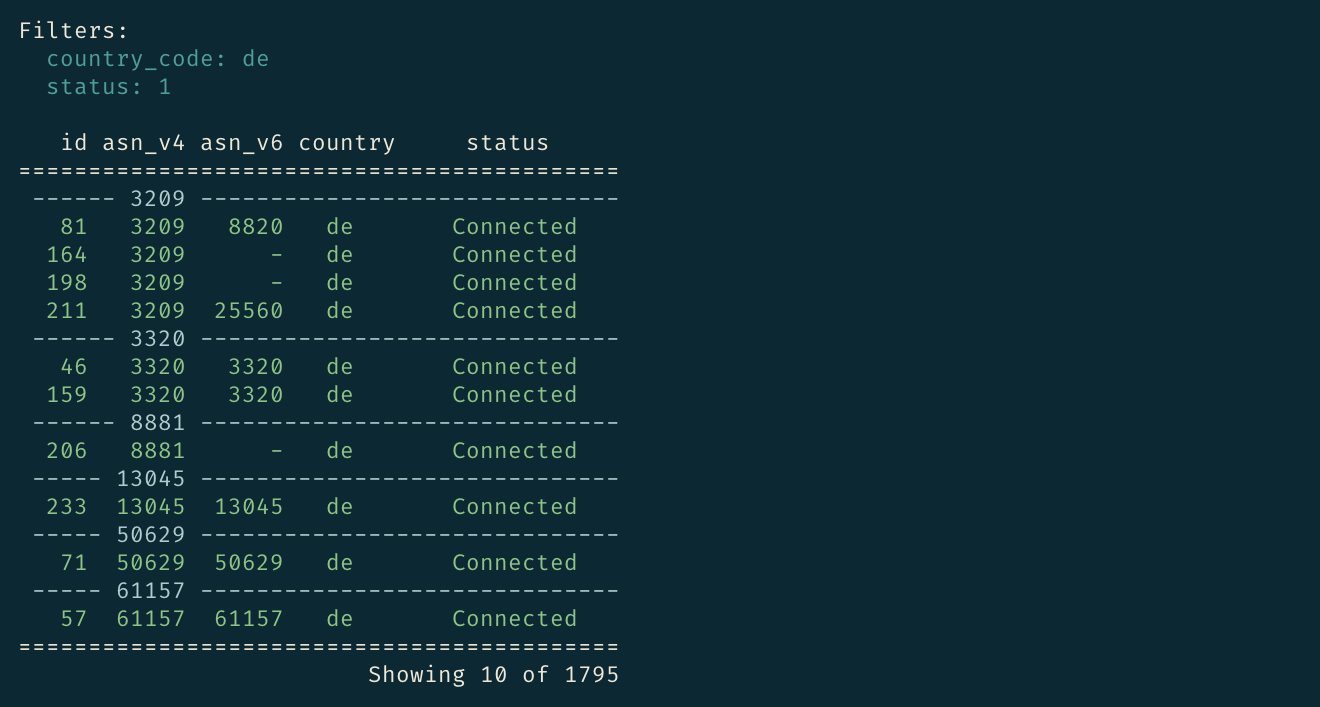 Filters:
  country_code: de
  status: 1

   id asn_v4 asn_v6 country     status
===========================================
 ------ 3209 ------------------------------
   81   3209   8820   de       Connected
  164   3209      -   de       Connected
  198   3209      -   de       Connected
  211   3209  25560   de       Connected
 ------ 3320 ------------------------------
   46   3320   3320   de       Connected
  159   3320   3320   de       Connected
 ------ 8881 ------------------------------
  206   8881      -   de       Connected
 ----- 13045 ------------------------------
  233  13045  13045   de       Connected
 ----- 50629 ------------------------------
   71  50629  50629   de       Connected
 ----- 61157 ------------------------------
   57  61157  61157   de       Connected
===========================================
                         Showing 10 of 1795